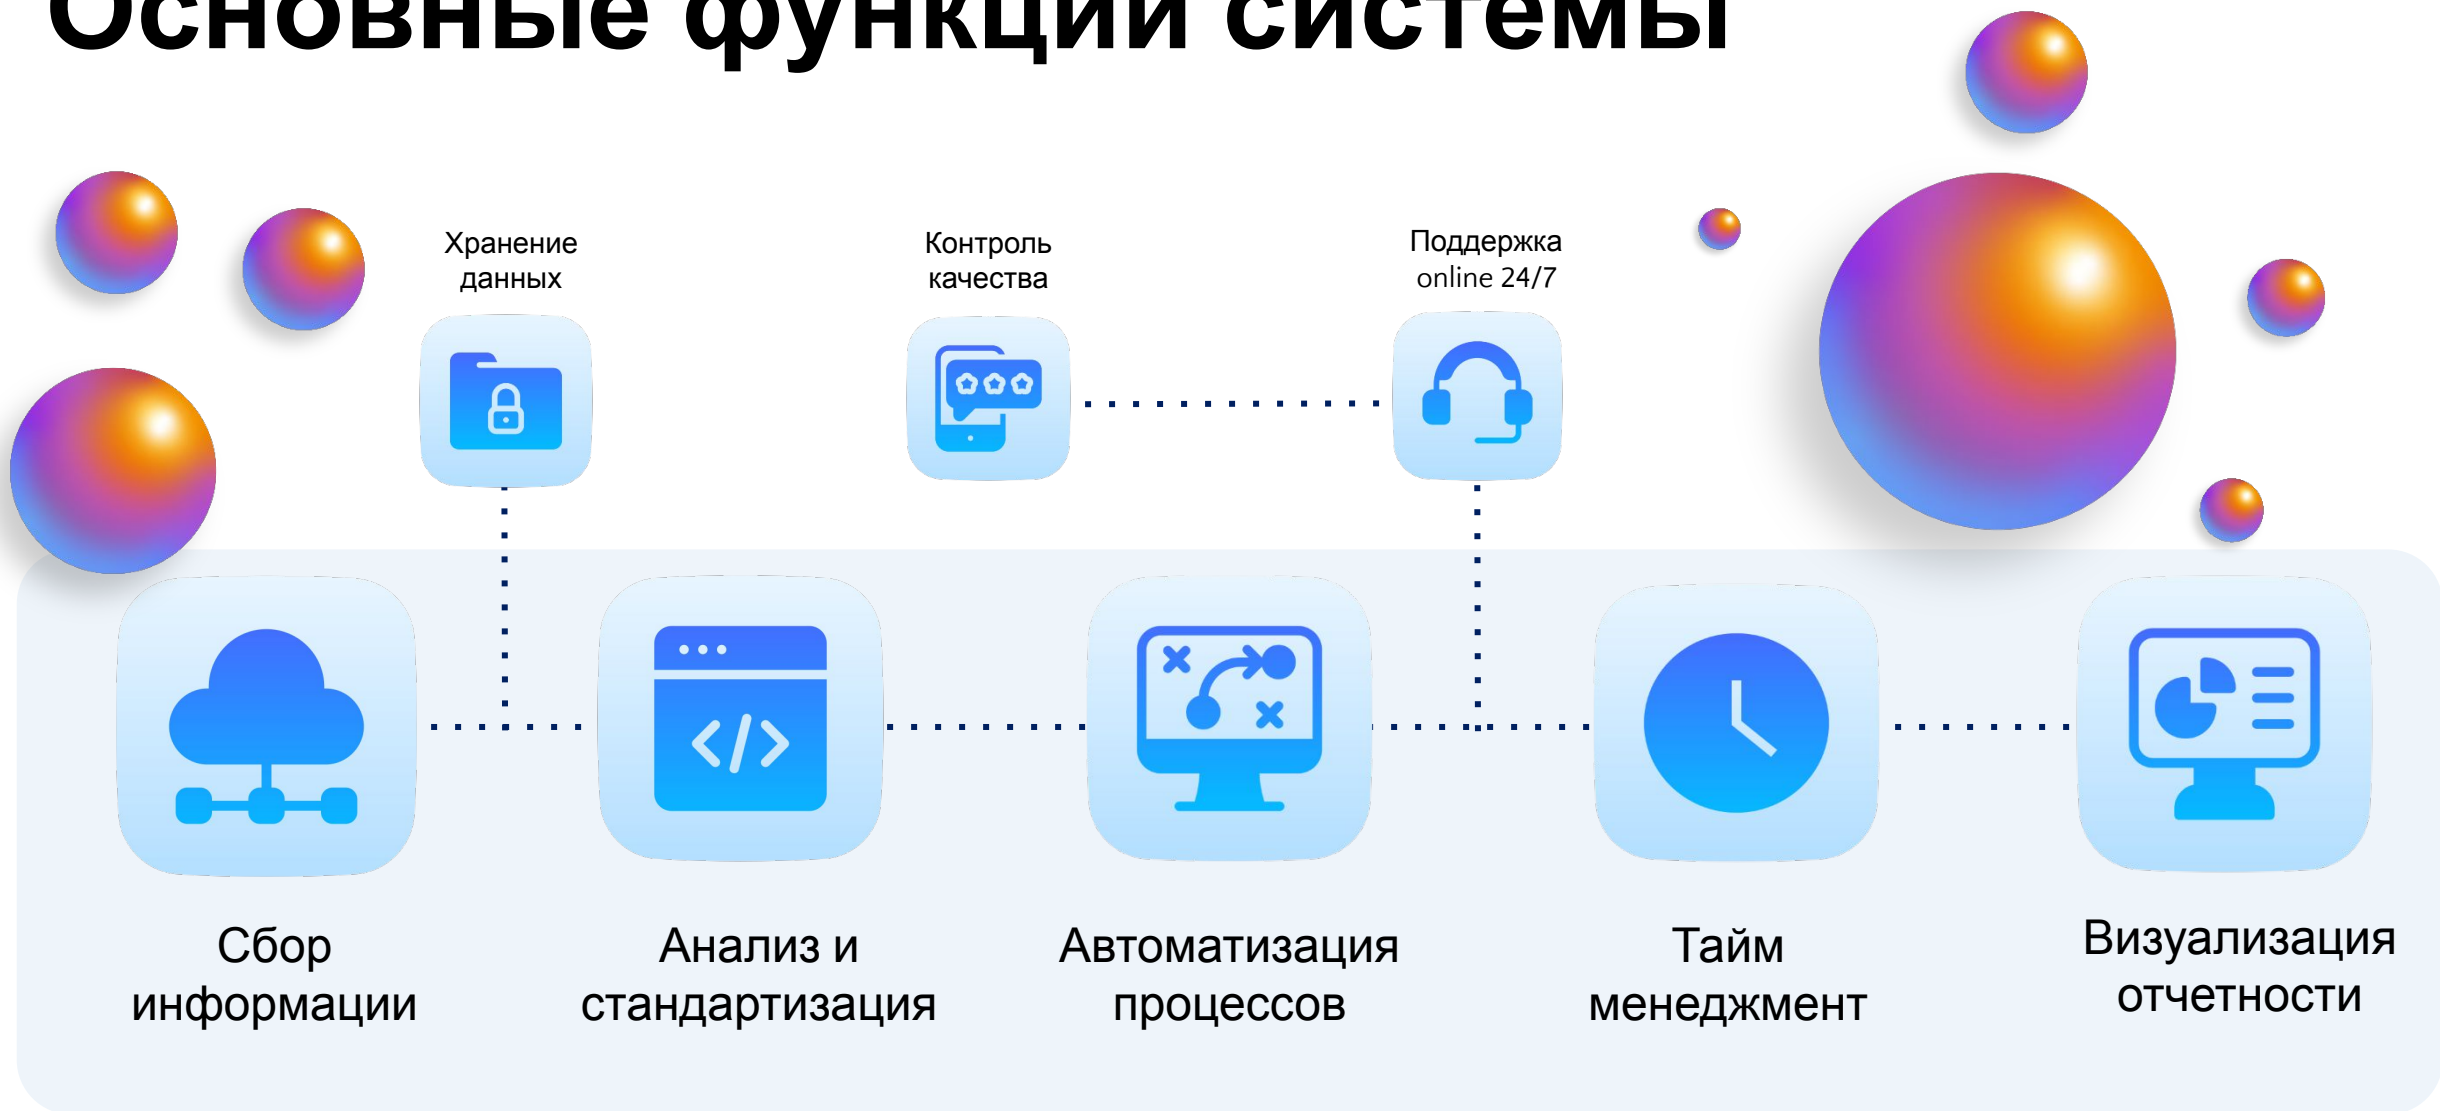 Основные функции системы
Хранение
данных
Контроль
качества
Поддержка
online 24/7
Сбор
информации
Анализ и
стандартизация
Автоматизация
процессов
Тайм
менеджмент
Визуализация
отчетности